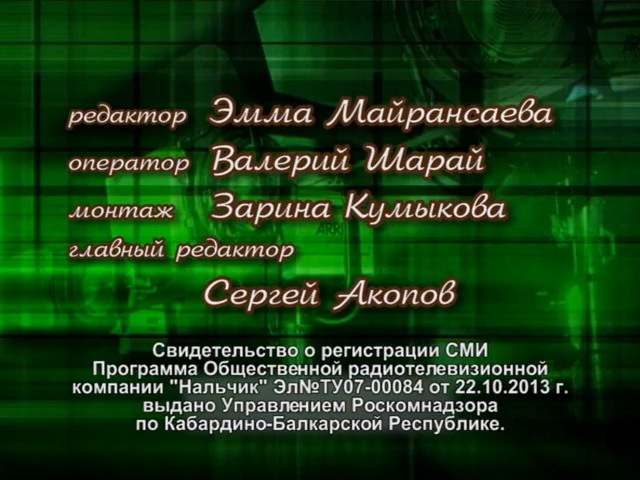 редактор Эмма Майрансаева
оператор Валерий Шарай
монтаж Зарина Кумыкова
главный редактор
Сергей Акопов
ARRI
Свидетельство о регистрации СМИ
Программа Общественной радиотелевизионной
компании "Нальчик" Эл№ТУ07-00084 от 22.10.2013 г.
выдано Управлением Роскомнадзора
по Кабардино-Балкарской Республике.